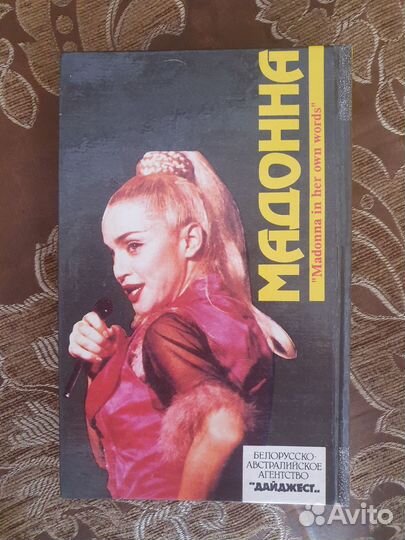 МАДОННА
"Madonna in her own words"
БЕЛОРУССКО-
АВСТРАЛИЙСКОЕ
АГЕНТСТВО
"ДАЙДЖЕСТ"
Avito